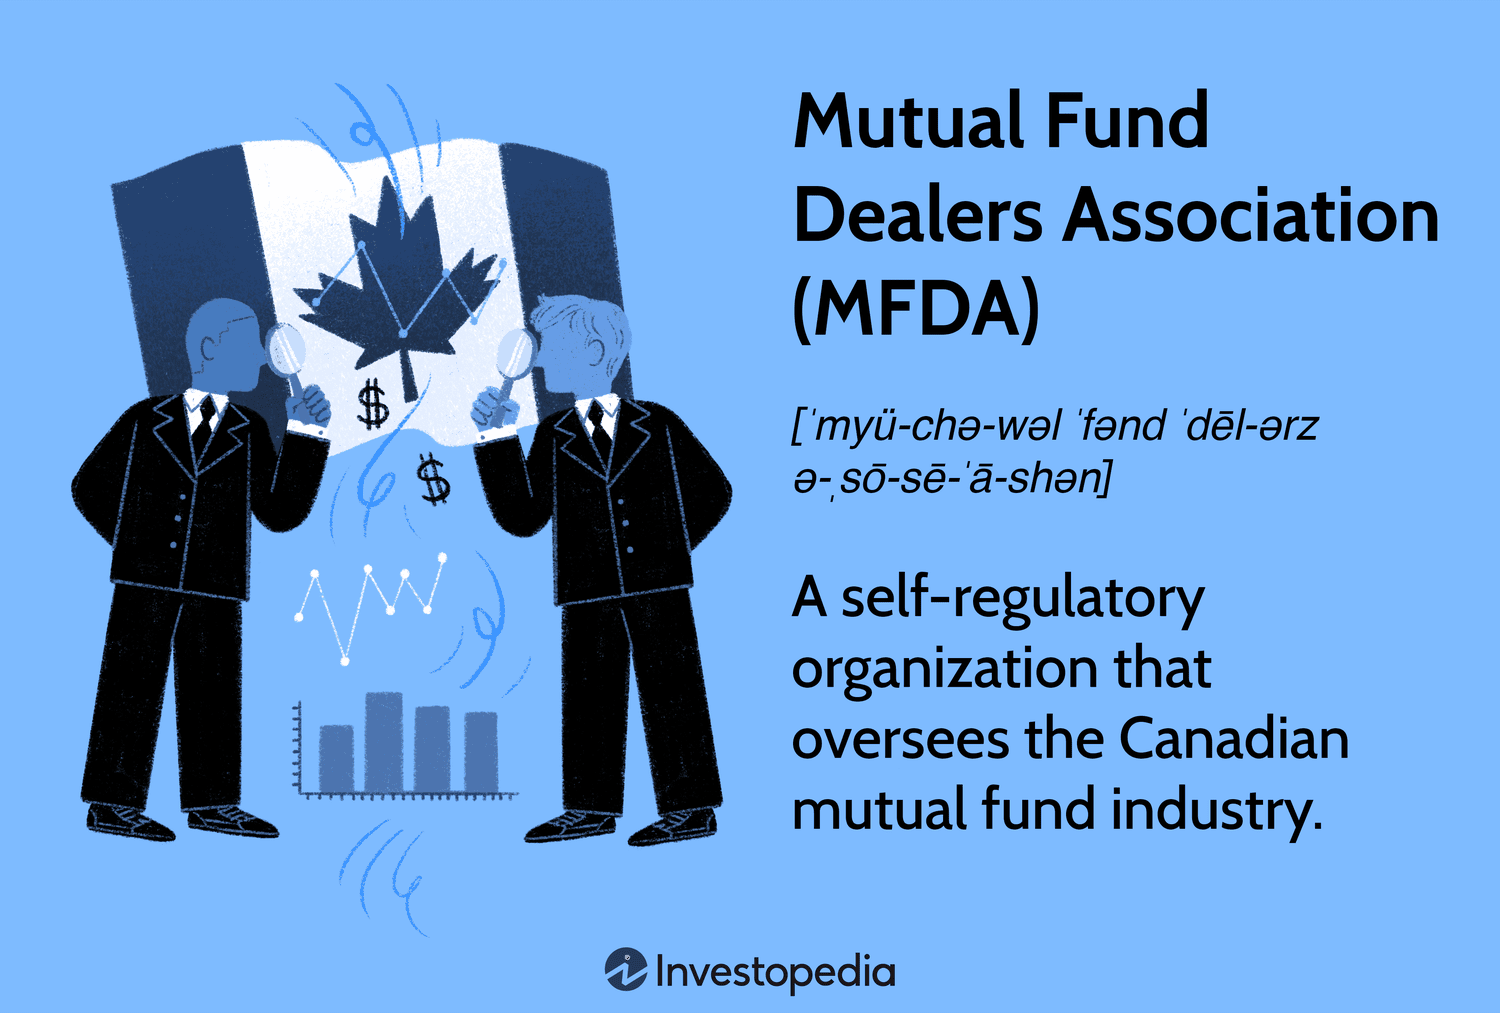 Mutual Fund
Dealers Association
(MFDA)
[ˈmyü-chə-wəl ˈfənd ˈdēl-ərz
ə-ˌsō-sē-ˈā-shən]
A self-regulatory
organization that
oversees the Canadian
mutual fund industry.
$
$
Investopedia